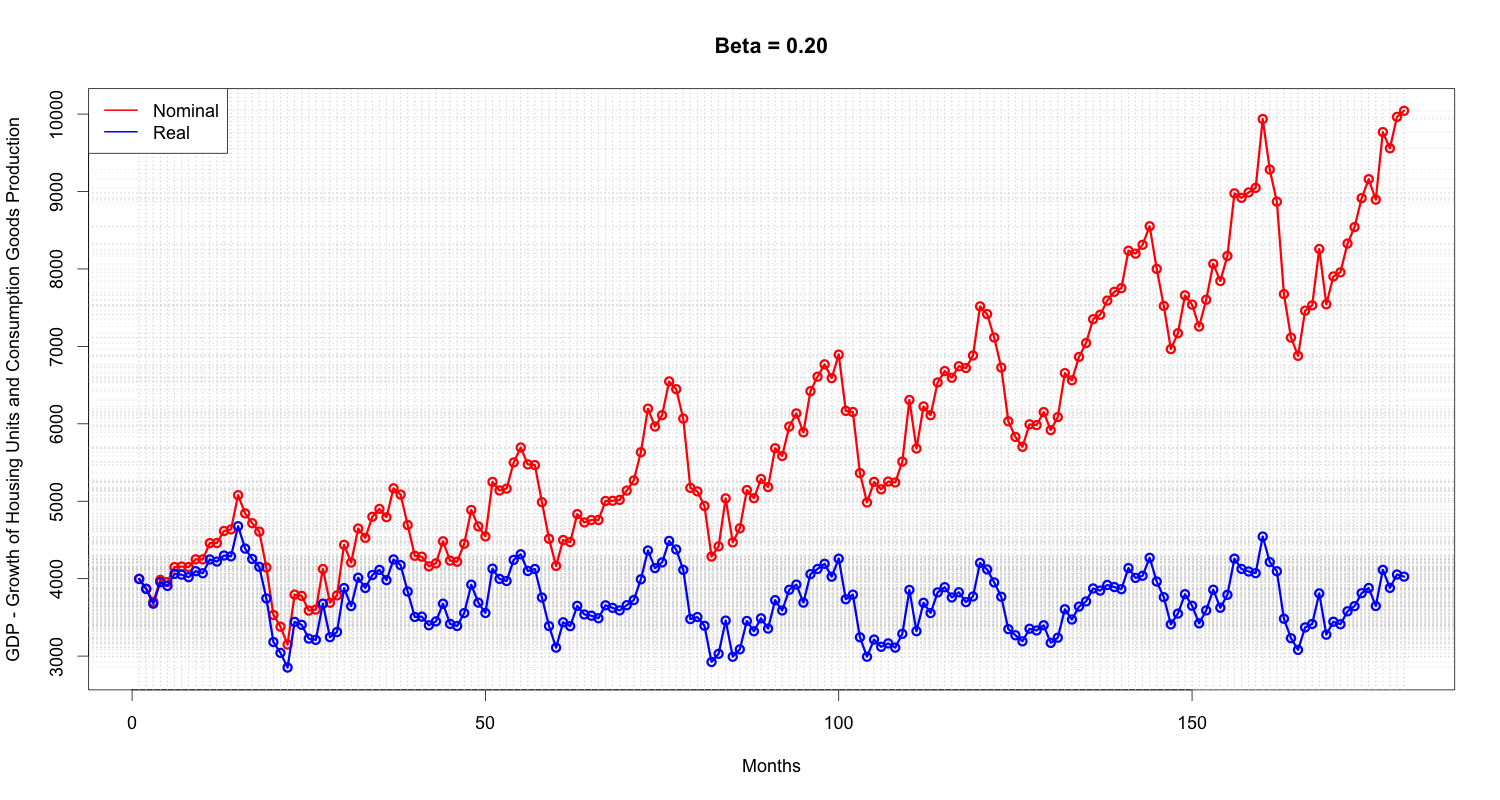 Beta = 0.20
Nominal
Real
GDP - Growth of Housing Units and Consumption Goods Production
10000
9000
8000
7000
6000
5000
4000
3000
0 50 100 150
Months